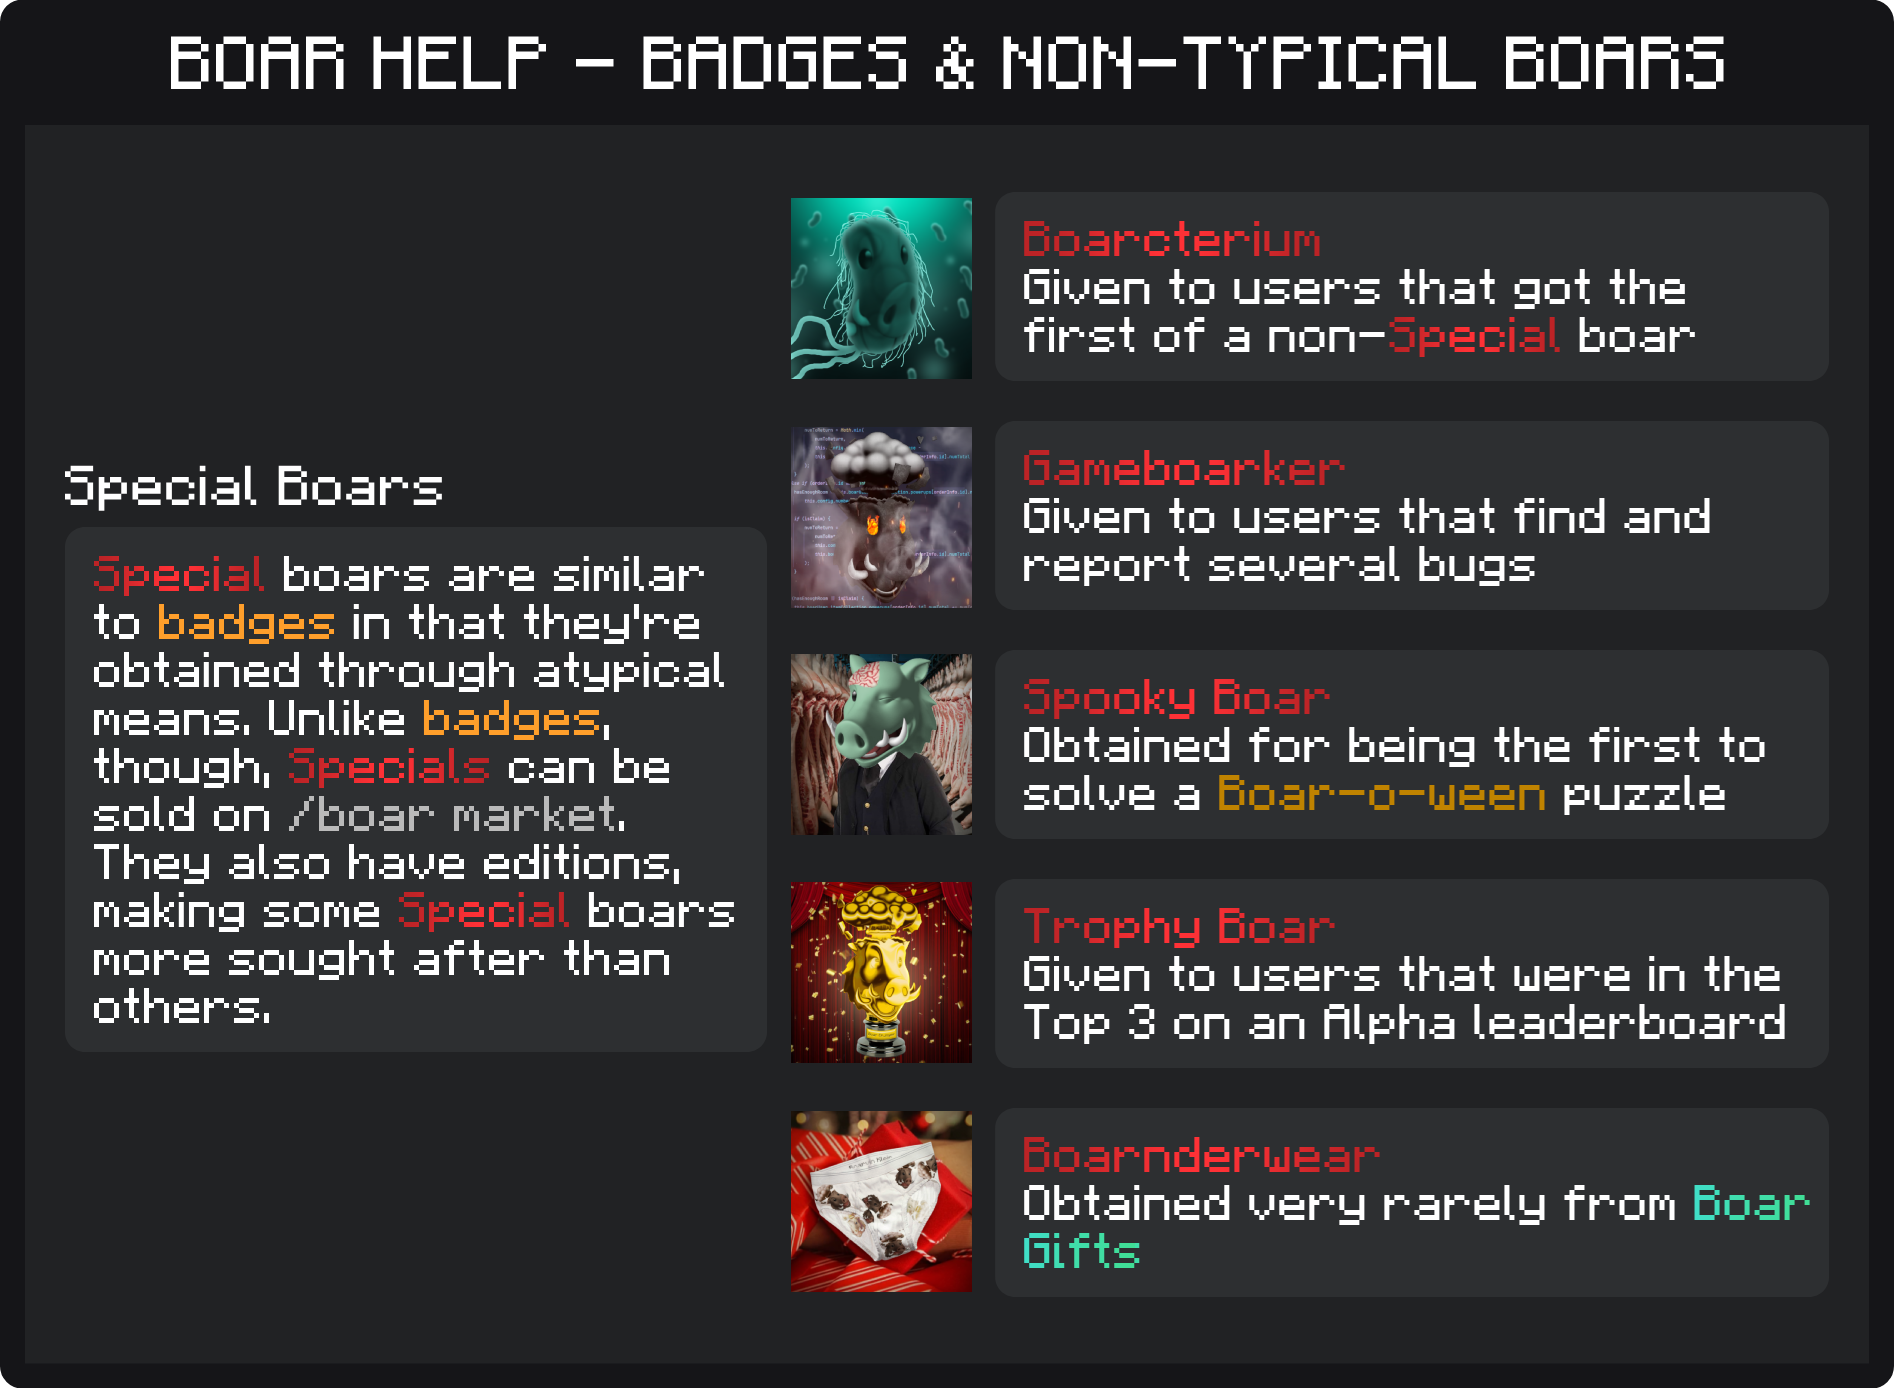 BOAR HELP - BADGES & NON-TYPICAL BOARS
Special Boars
Special boars are similar
to badges in that they're
obtained through atypical
means. Unlike badges,
though, Specials can be
sold on /boar market.
They also have editions,
making some Special boars
more sought after than
others.
Boarcterium
Given to users that got the
first of a non-Special boar
Gameboarker
Given to users that find and
report several bugs
Spooky Boar
Obtained for being the first to
solve a Boar-o-ween puzzle
Trophy Boar
Given to users that were in the
Top 3 on an Alpha leaderboard
Boarnderwear
Obtained very rarely from Boar
Gifts